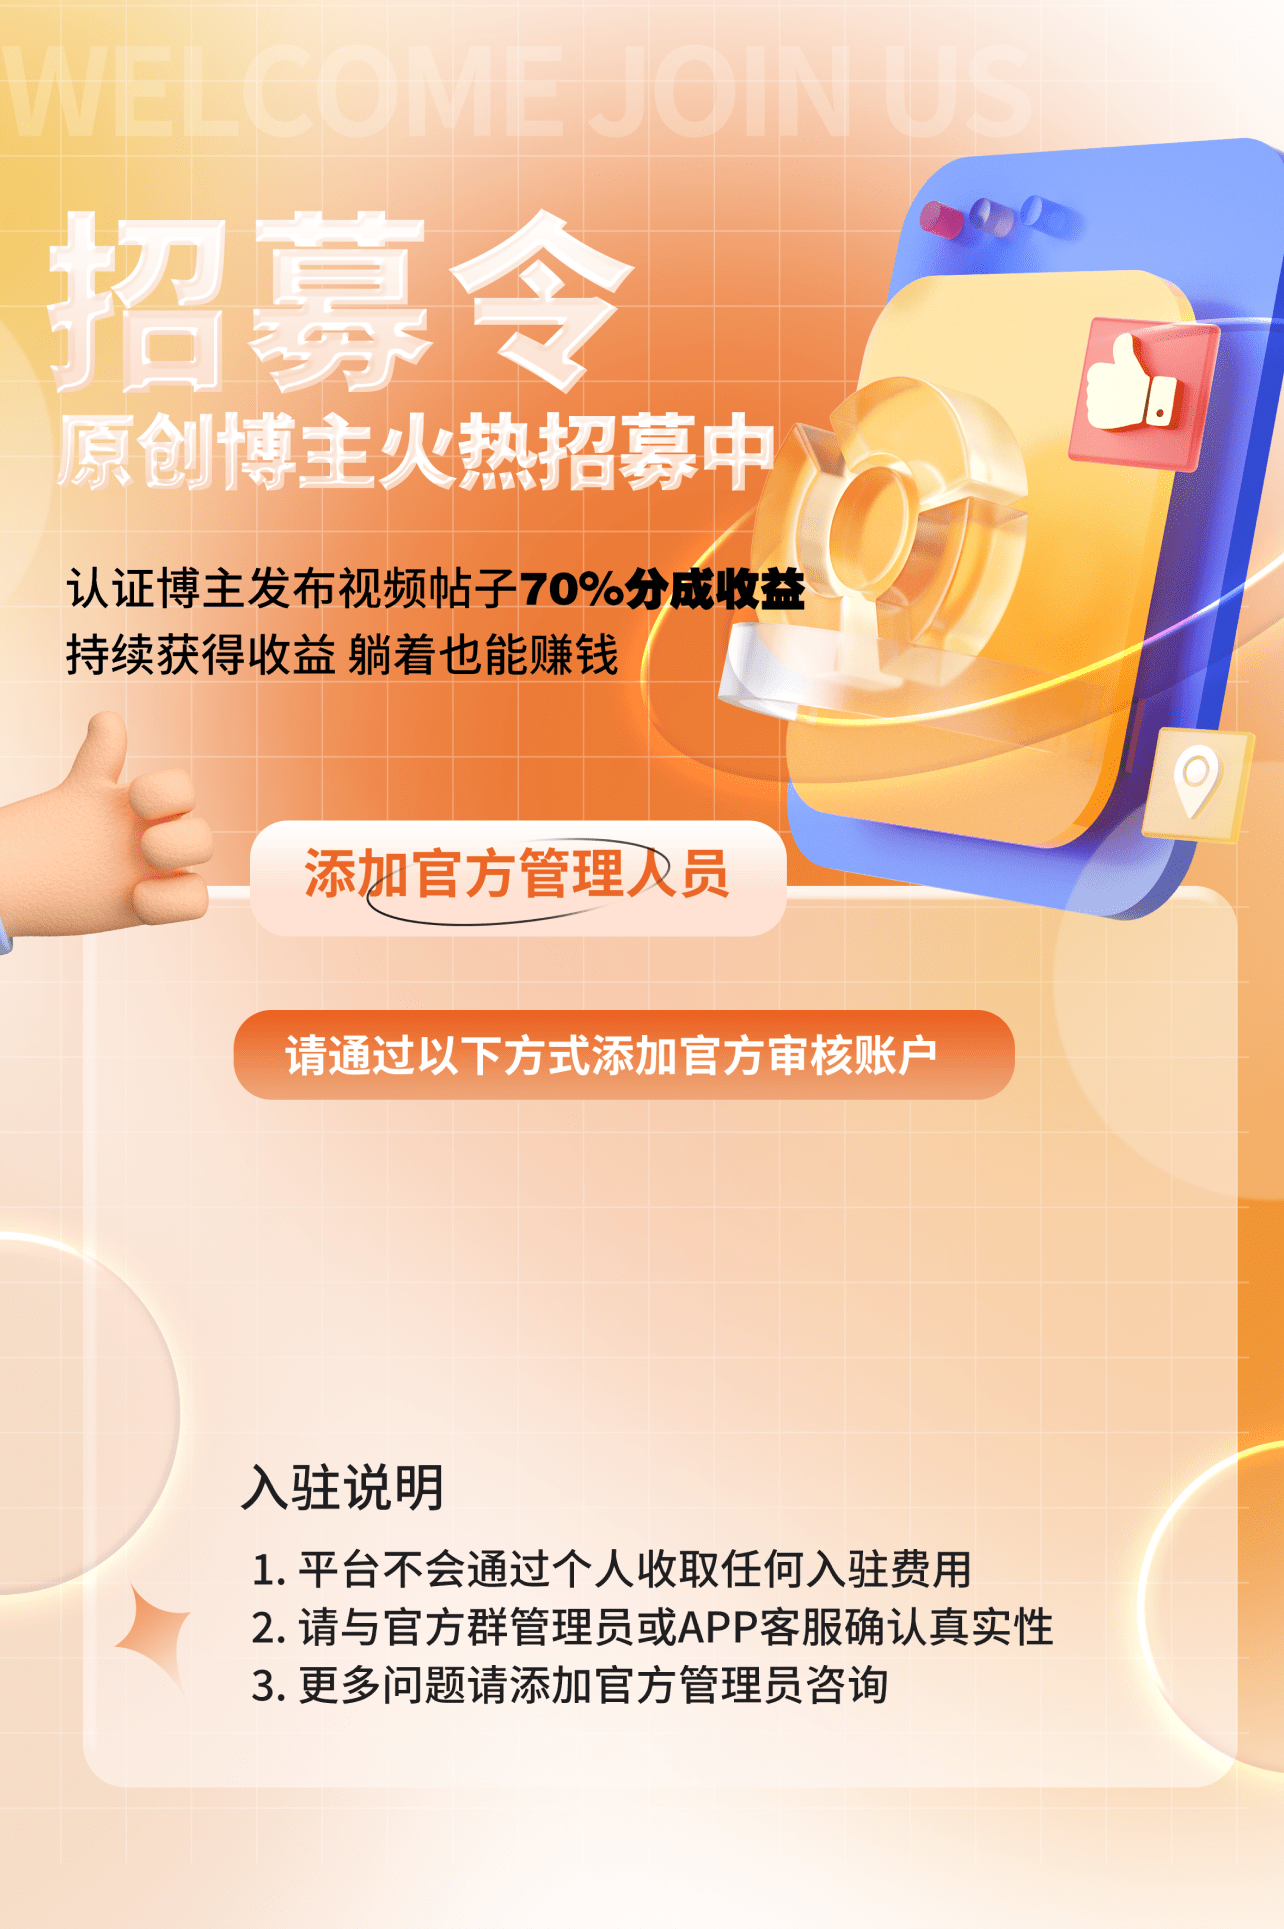 WELCOME JOIN US
招募令
原创博主火热招募中
认证博主发布视频帖子70%分成收益
持续获得收益 躺着也能赚钱
添加官方管理人员
请通过以下方式添加官方审核账户
入驻说明
1. 平台不会通过个人收取任何入驻费用
2. 请与官方群管理员或APP客服确认真实性
3. 更多问题请添加官方管理员咨询